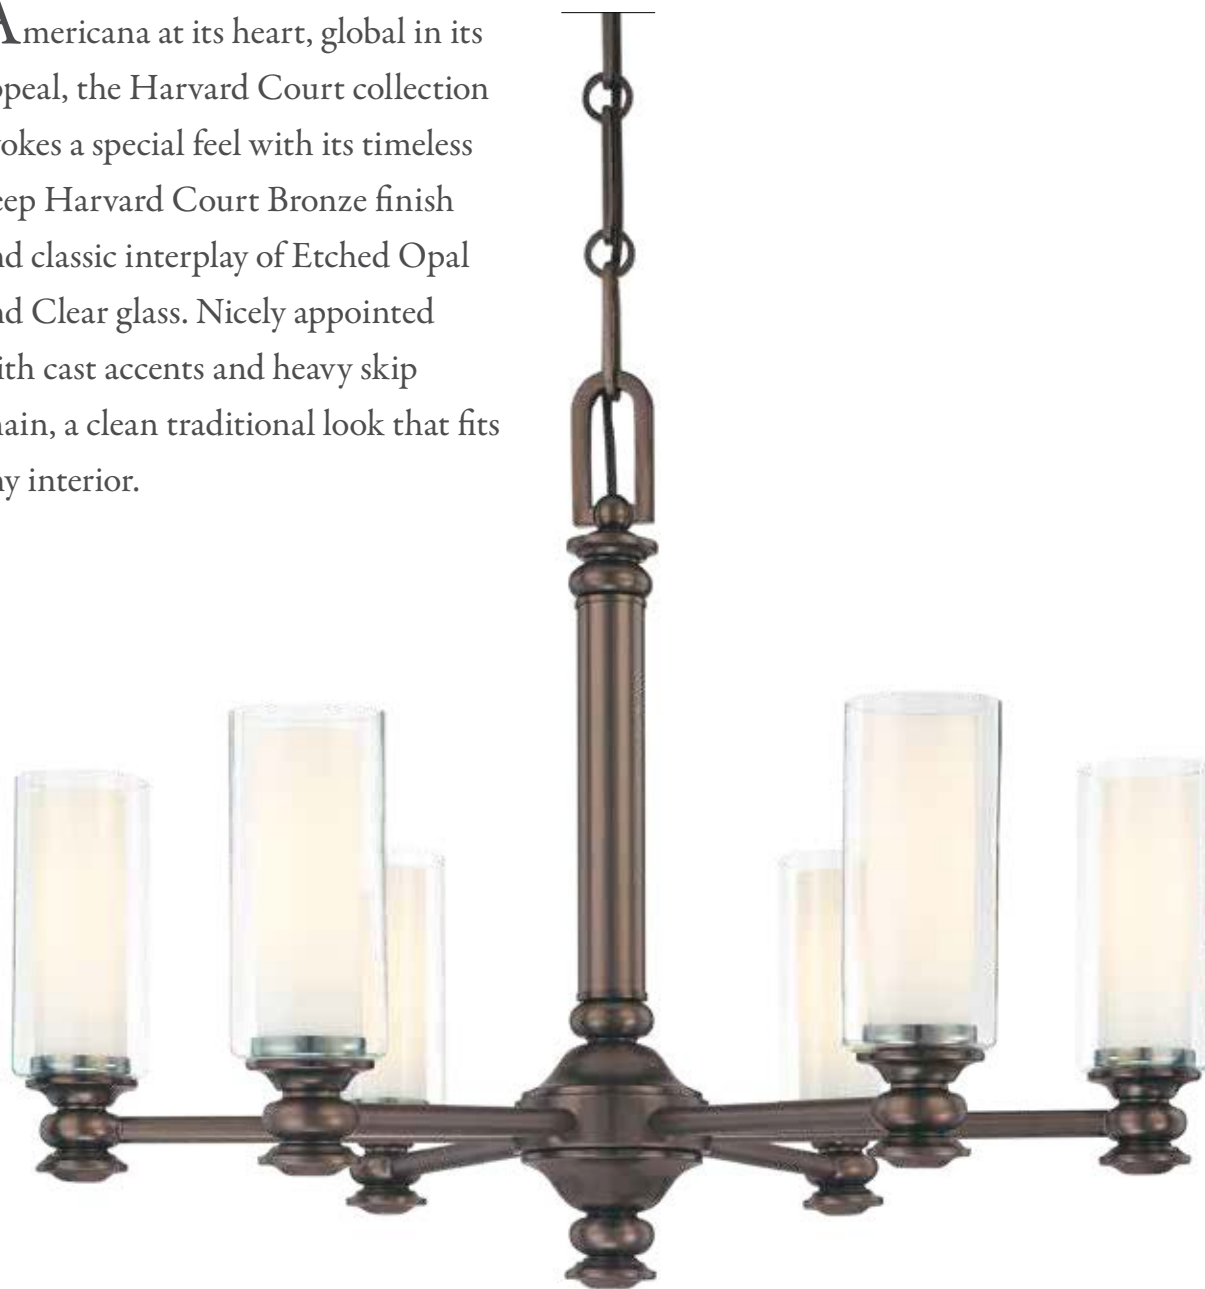 Americana at its heart, global in its
ppeal, the Harvard Court collection
okes a special feel with its timeless
eep Harvard Court Bronze finish
nd classic interplay of Etched Opal
nd Clear glass. Nicely appointed
ith cast accents and heavy skip
hain, a clean traditional look that fits
ny interior.